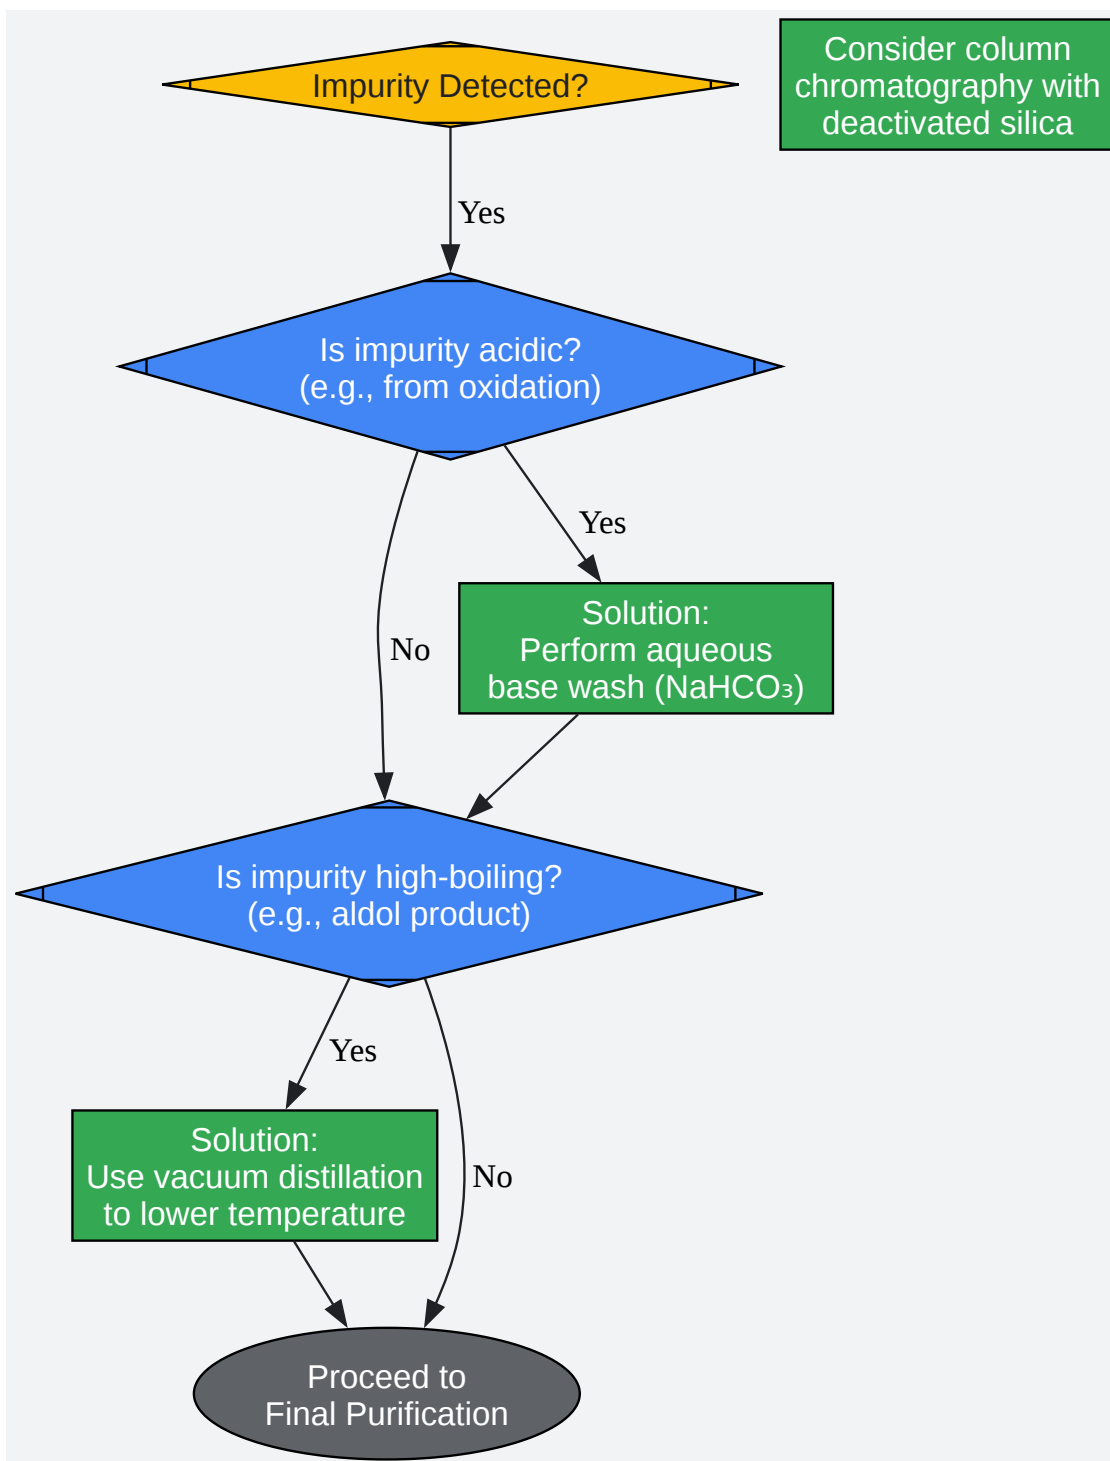 Impurity Detected?
Consider column
chromatography with
deactivated silica
Yes
Is impurity acidic?
(e.g., from oxidation)
Yes
No
Solution:
Perform aqueous
base wash (NaHCO₃)
Is impurity high-boiling?
(e.g., aldol product)
Yes
No
Solution:
Use vacuum distillation
to lower temperature
Proceed to
Final Purification